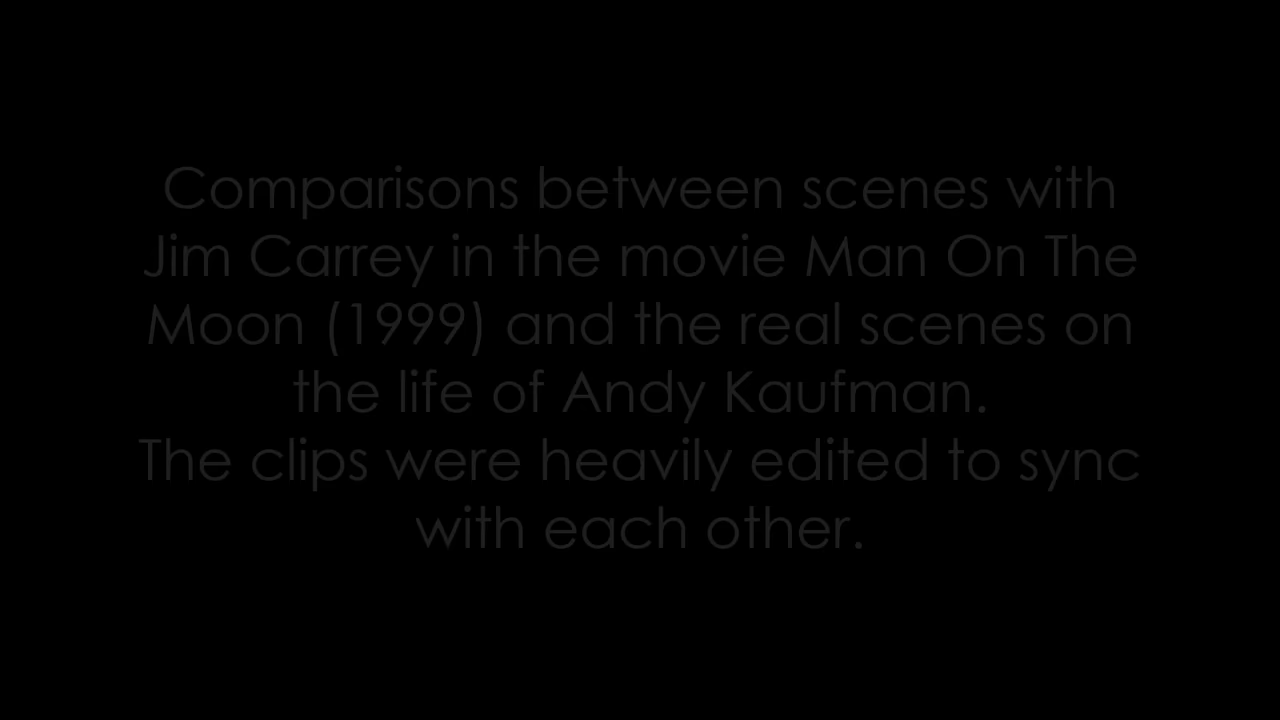 Comparisons between scenes with
Jim Carrey in the movie Man On The
Moon (1999) and the real scenes on
the life of Andy Kaufman.
The clips were heavily edited to sync
with each other.